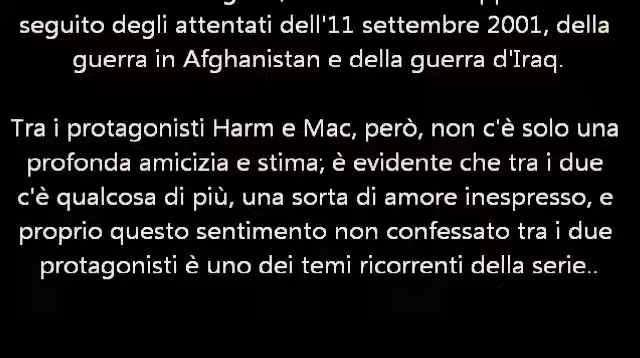 seguito degli attentati dell'11 settembre 2001, della
guerra in Afghanistan e della guerra d'Iraq.
Tra i protagonisti Harm e Mac, però, non c'è solo una
profonda amicizia e stima; è evidente che tra i due
c'è qualcosa di più, una sorta di amore inespresso, e
proprio questo sentimento non confessato tra i due
protagonisti è uno dei temi ricorrenti della serie..